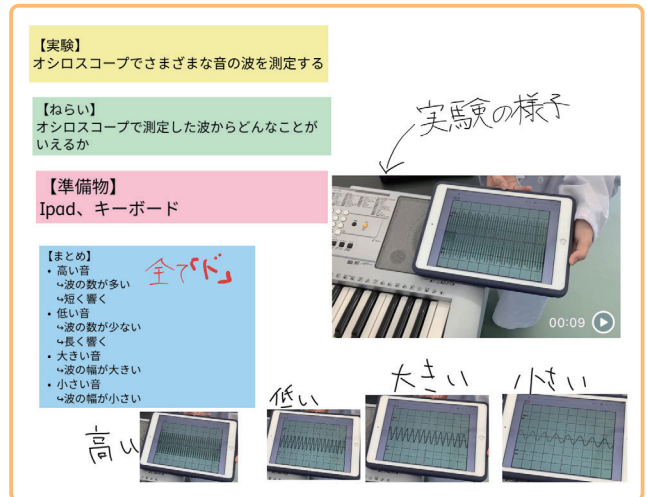 【実験】
オシロスコープでさまざまな音の波を測定する
【ねらい】
オシロスコープで測定した波からどんなことが
いえるか
実験の様子
【準備物】
Ipad、キーボード
00:09
【まとめ】
全て「ド」
• 高い音
↪波の数が多い
↪短く響く
• 低い音
↪波の数が少ない
↪長く響く
• 大きい音
↪波の幅が大きい
• 小さい音
↪波の幅が小さい
高い
低い
大きい
小さい